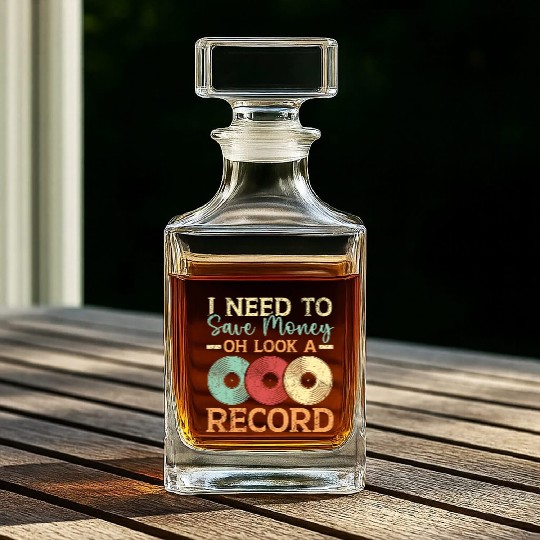 I NEED TO
Save Money
OH LOOK A
RECORD